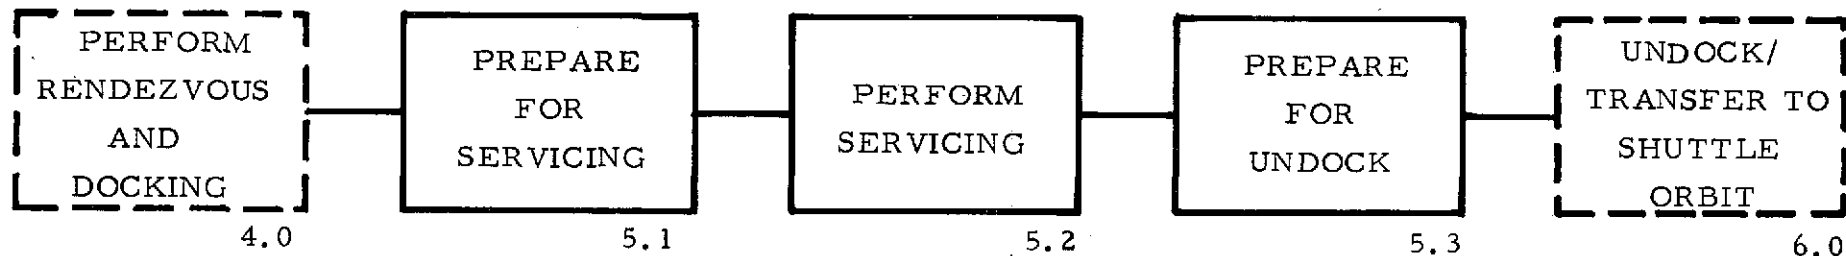 PERFORM
RENDEZVOUS
AND
DOCKING
4.0
PREPARE
FOR
SERVICING
5.1
PERFORM
SERVICING
5.2
PREPARE
FOR
UNDOCK
5.3
UNDOCK/
TRANSFER TO
SHUTTLE
ORBIT
6.0